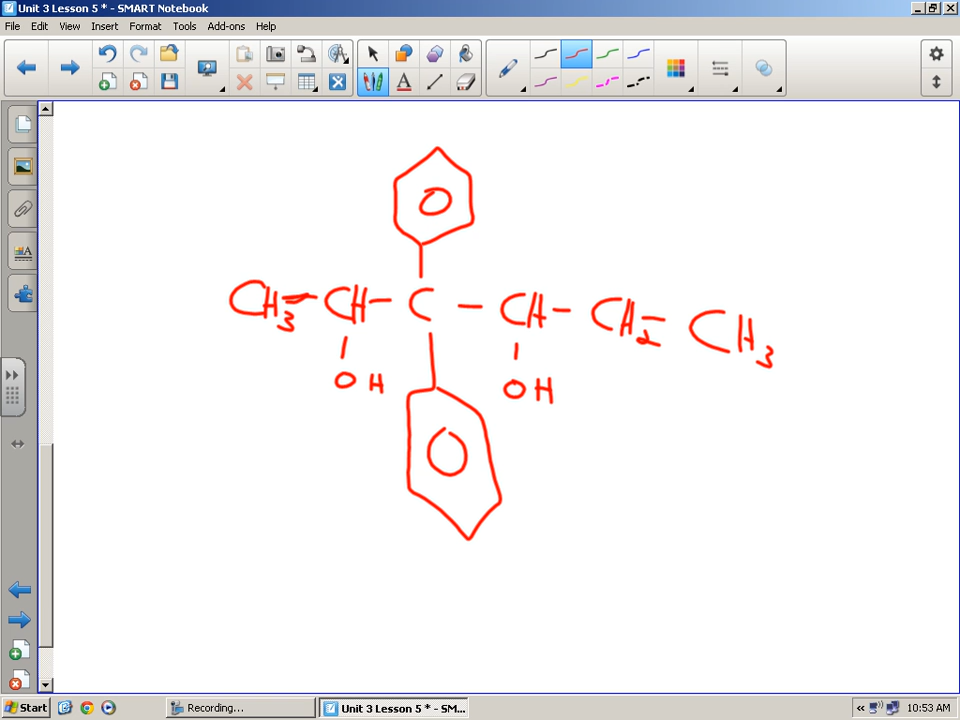 Unit 3 Lesson 5 * - SMART Notebook
File Edit View Insert Format Tools Add-ons Help
CH3 - CH - C - CH - CH2 - CH3
OH OH
Start Recording... Unit 3 Lesson 5 * - SM... « 10:53 AM